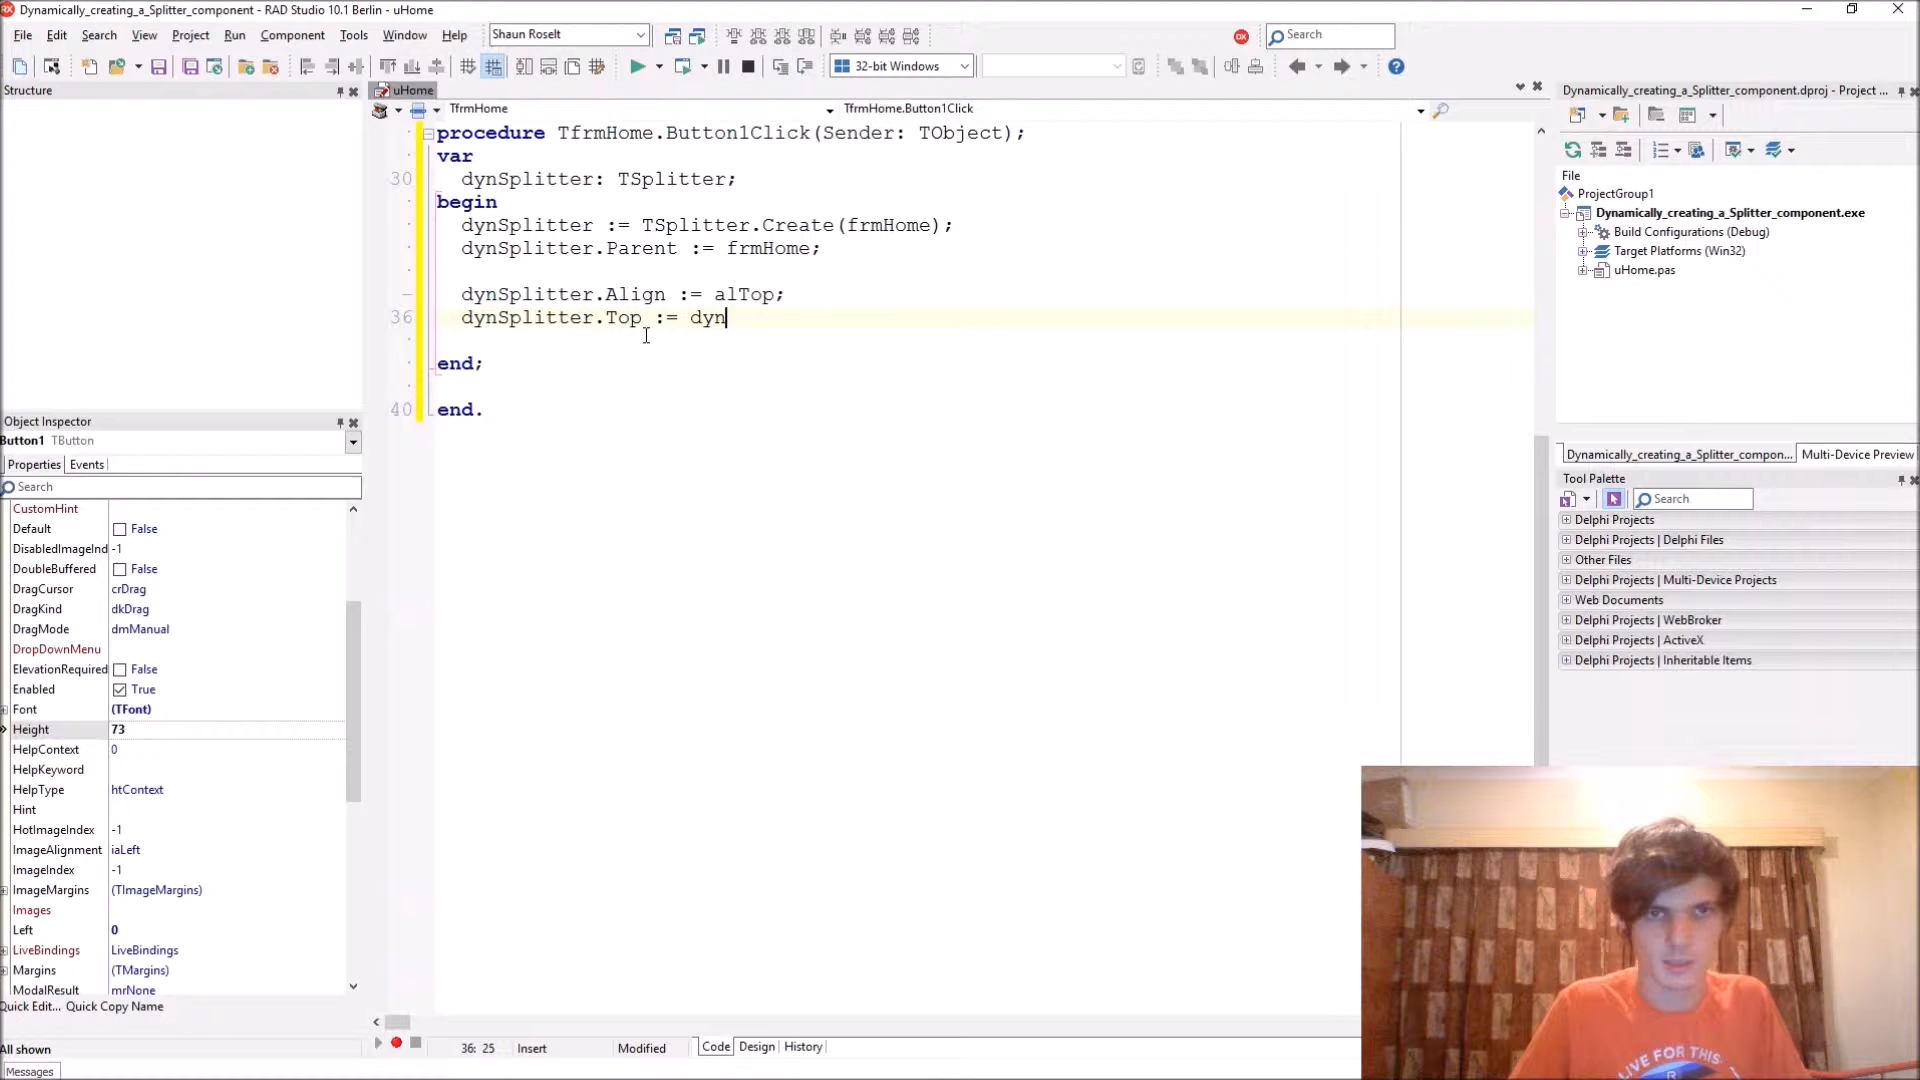 Dynamically_creating_a_Splitter_component - RAD Studio 10.1 Berlin - uHome
File Edit Search View Project Run Component Tools Window Help
Shaun Roselt
Search
32-bit Windows
Structure
uHome
TfrmHome
TfrmHome.Button1Click
procedure TfrmHome.Button1Click(Sender: TObject);
var
30 dynSplitter: TSplitter;
begin
dynSplitter := TSplitter.Create(frmHome);
dynSplitter.Parent := frmHome;
dynSplitter.Align := alTop;
36 dynSplitter.Top := dyn
end;
40 end.
Object Inspector
Button1 TButton
Properties Events
Search
CustomHint
Default False
DisabledImageInd -1
DoubleBuffered False
DragCursor crDrag
DragKind dkDrag
DragMode dmManual
DropDownMenu
ElevationRequired False
Enabled True
Font (TFont)
Height 73
HelpContext 0
HelpKeyword
HelpType htContext
Hint
HotImageIndex -1
ImageAlignment iaLeft
ImageIndex -1
ImageMargins (TImageMargins)
Images
Left 0
LiveBindings LiveBindings
Margins (TMargins)
ModalResult mrNone
Quick Edit... Quick Copy Name
All shown
Messages
36: 25 Insert Modified Code Design History
Dynamically_creating_a_Splitter_component.dproj - Project ...
File
ProjectGroup1
Dynamically_creating_a_Splitter_component.exe
Build Configurations (Debug)
Target Platforms (Win32)
uHome.pas
Dynamically_creating_a_Splitter_compon... Multi-Device Preview
Tool Palette
Search
Delphi Projects
Delphi Projects | Delphi Files
Other Files
Delphi Projects | Multi-Device Projects
Web Documents
Delphi Projects | WebBroker
Delphi Projects | ActiveX
Delphi Projects | Inheritable Items
LIVE FOR THIS